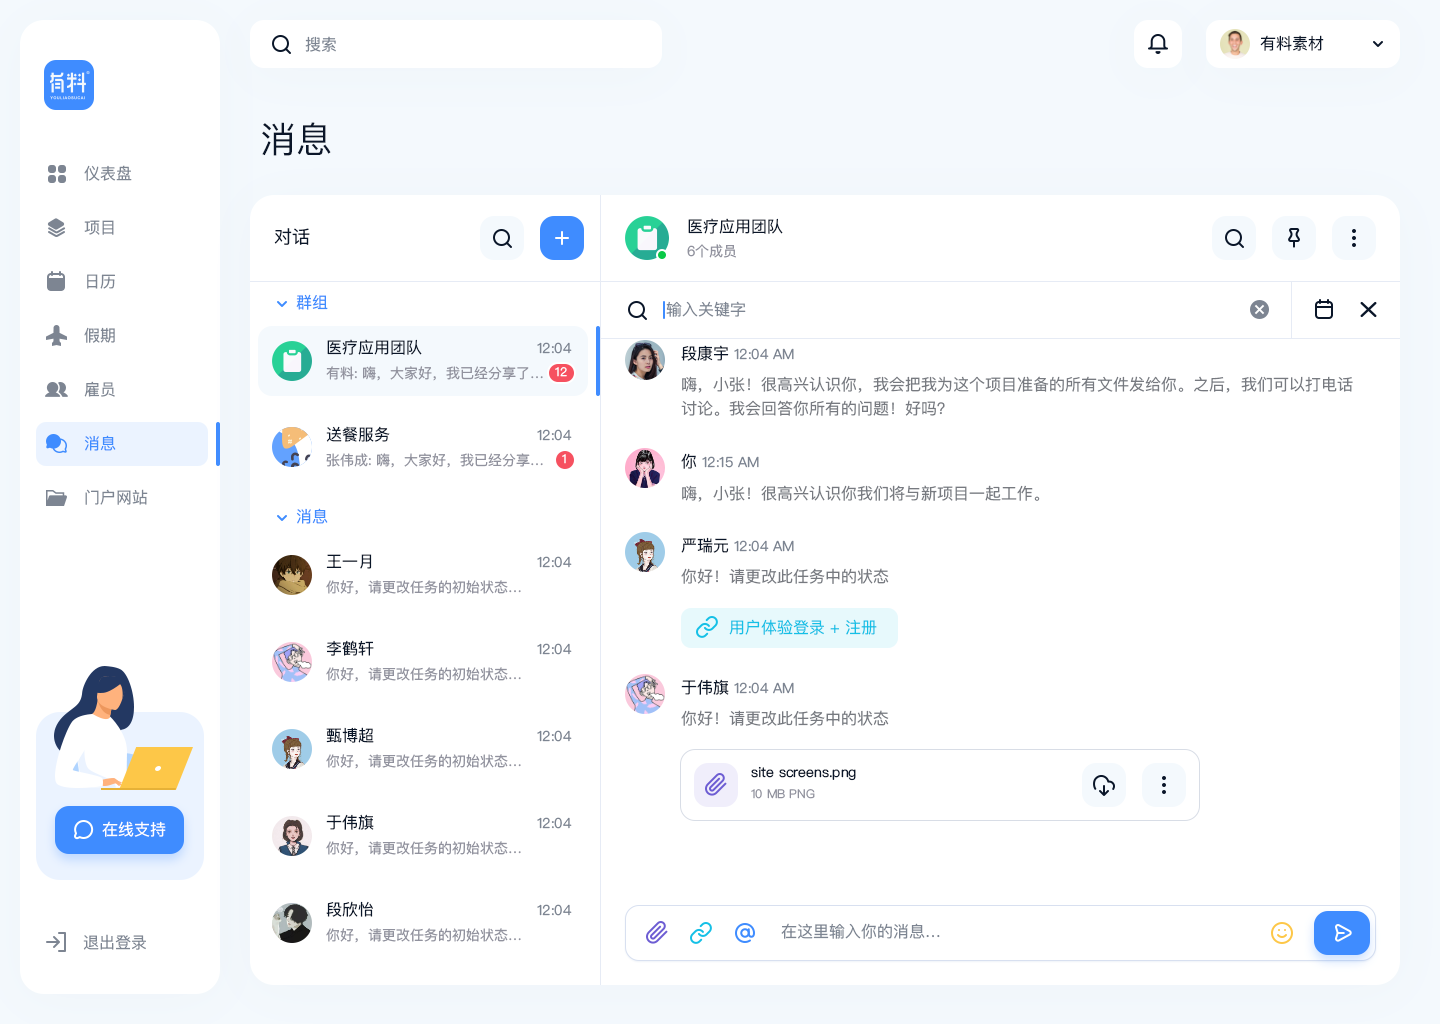 有料
YOULIAOSUCAI
仪表盘
项目
日历
假期
雇员
消息
门户网站
在线支持
退出登录
搜索
有料素材
消息
对话
群组
医疗应用团队 12:04
有料: 嗨，大家好，我已经分享了... 12
送餐服务 12:04
张伟成: 嗨，大家好，我已经分享... 1
消息
王一月 12:04
你好，请更改任务的初始状态...
李鹤轩 12:04
你好，请更改任务的初始状态...
甄博超 12:04
你好，请更改任务的初始状态...
于伟旗 12:04
你好，请更改任务的初始状态...
段欣怡 12:04
你好，请更改任务的初始状态...
医疗应用团队
6个成员
输入关键字
段康宇 12:04 AM
嗨，小张！很高兴认识你，我会把我为这个项目准备的所有文件发给你。之后，我们可以打电话
讨论。我会回答你所有的问题！好吗?
你 12:15 AM
嗨，小张！很高兴认识你我们将与新项目一起工作。
严瑞元 12:04 AM
你好！请更改此任务中的状态
用户体验登录 + 注册
于伟旗 12:04 AM
你好！请更改此任务中的状态
site screens.png
10 MB PNG
在这里输入你的消息...